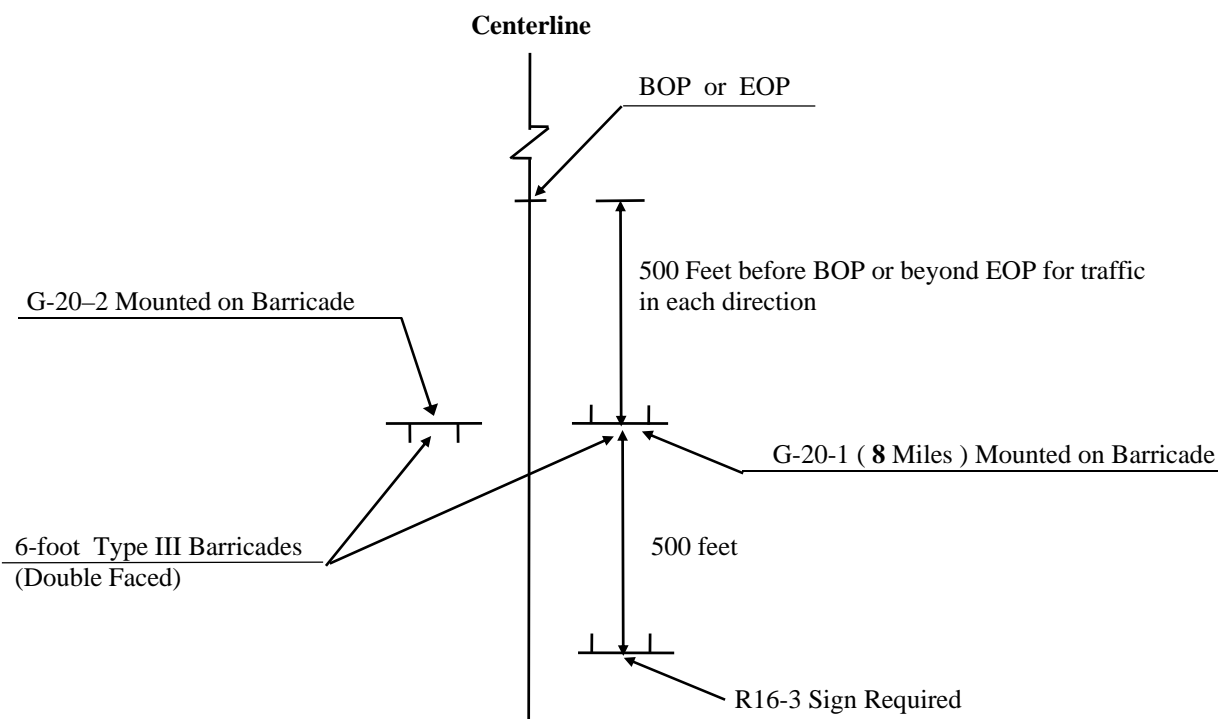 Centerline
BOP or EOP
500 Feet before BOP or beyond EOP for traffic
in each direction
G-20–2 Mounted on Barricade
G-20-1 ( 8 Miles ) Mounted on Barricade
6-foot Type III Barricades
(Double Faced)
500 feet
R16-3 Sign Required